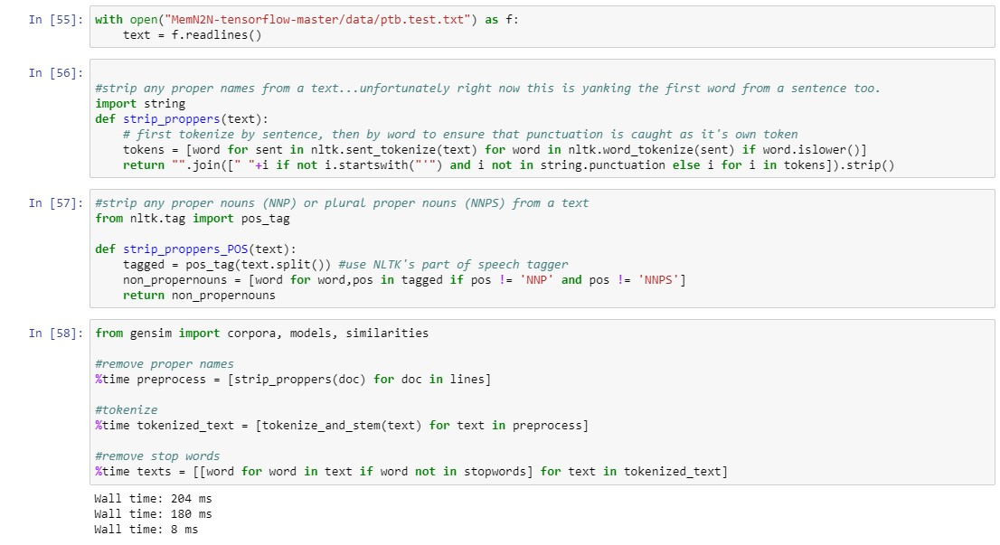 In [55]: with open("MemN2N-tensorflow-master/data/ptb.test.txt") as f:
    text = f.readlines()
In [56]:
#strip any proper names from a text...unfortunately right now this is yanking the first word from a sentence too.
import string
def strip_proppers(text):
    # first tokenize by sentence, then by word to ensure that punctuation is caught as it's own token
    tokens = [word for sent in nltk.sent_tokenize(text) for word in nltk.word_tokenize(sent) if word.islower()]
    return "".join([" "+i if not i.startswith("'") and i not in string.punctuation else i for i in tokens]).strip()
In [57]: #strip any proper nouns (NNP) or plural proper nouns (NNPS) from a text
from nltk.tag import pos_tag
def strip_proppers_POS(text):
    tagged = pos_tag(text.split()) #use NLTK's part of speech tagger
    non_propernouns = [word for word,pos in tagged if pos != 'NNP' and pos != 'NNPS']
    return non_propernouns
In [58]: from gensim import corpora, models, similarities
#remove proper names
%time preprocess = [strip_proppers(doc) for doc in lines]
#tokenize
%time tokenized_text = [tokenize_and_stem(text) for text in preprocess]
#remove stop words
%time texts = [[word for word in text if word not in stopwords] for text in tokenized_text]
Wall time: 204 ms
Wall time: 180 ms
Wall time: 8 ms